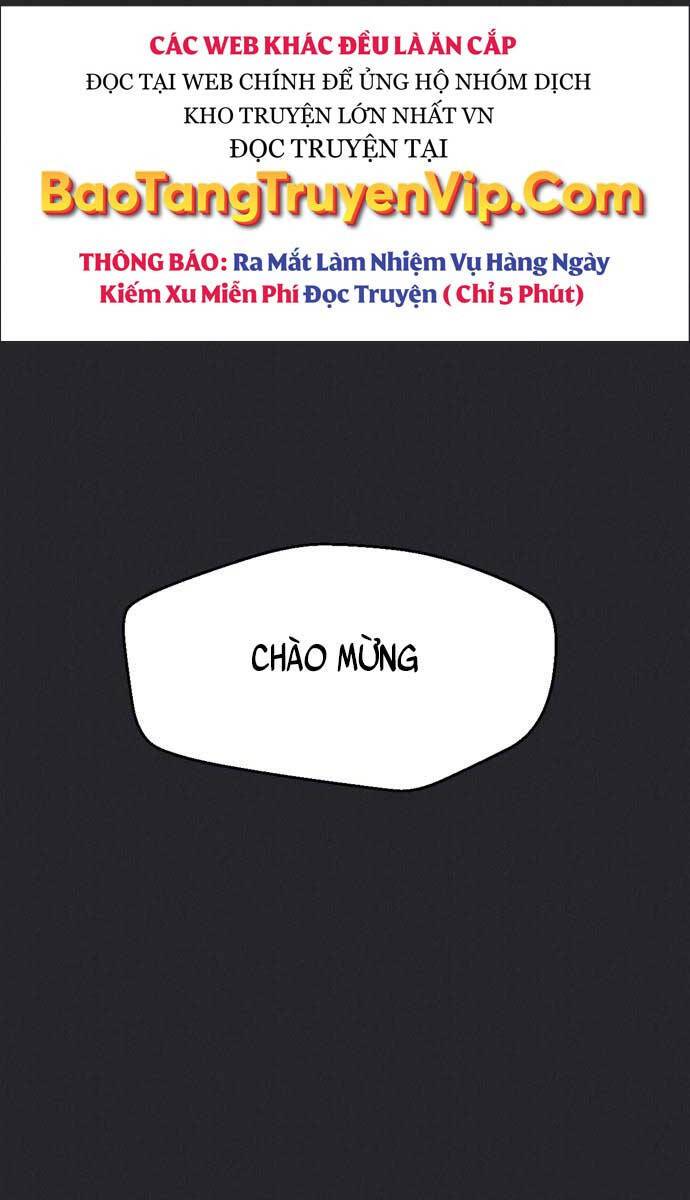 CÁC WEB KHÁC ĐỀU LÀ ĂN CẮP
ĐỌC TẠI WEB CHÍNH ĐỂ ỦNG HỘ NHÓM DỊCH
KHO TRUYỆN LỚN NHẤT VN
ĐỌC TRUYỆN TẠI
BaoTangTruyenVip.Com
THÔNG BÁO: Ra Mắt Làm Nhiệm Vụ Hàng Ngày
Kiếm Xu Miễn Phí Đọc Truyện ( Chỉ 5 Phút)
CHÀO MỪNG